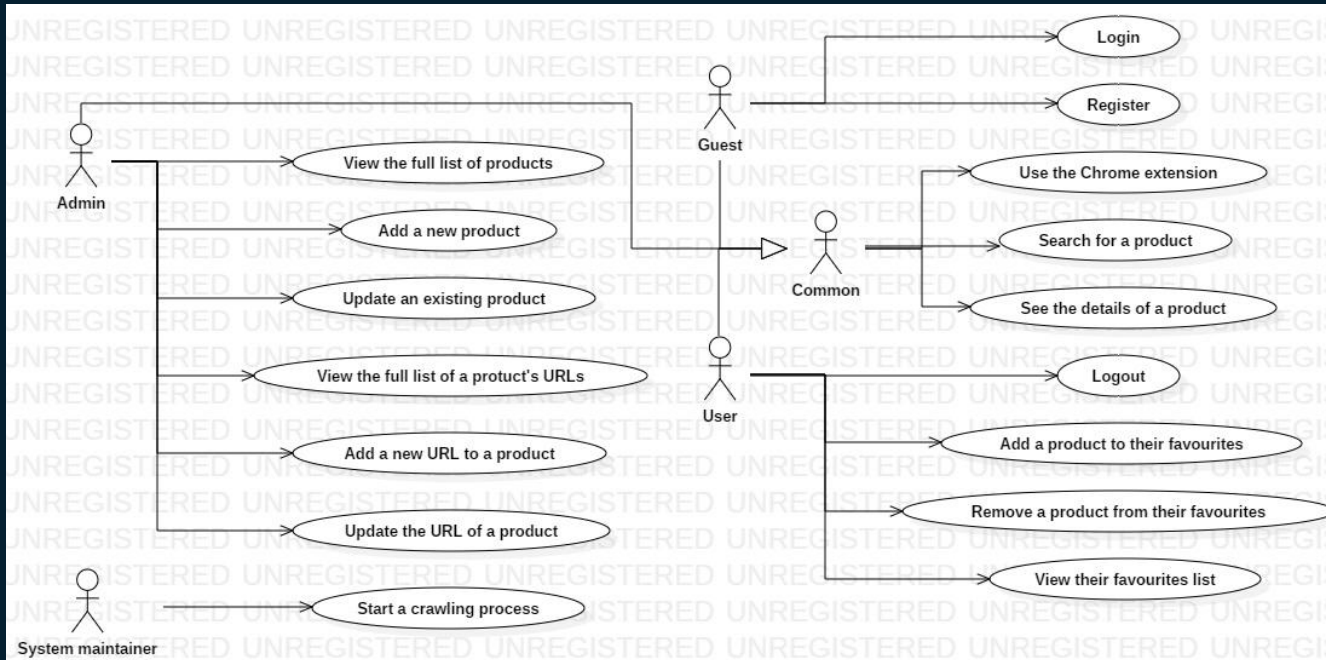 Login
Register
Guest
Admin
View the full list of products
Use the Chrome extension
Add a new product
Search for a product
Common
Update an existing product
See the details of a product
View the full list of a protuct's URLs
Logout
User
Add a new URL to a product
Add a product to their favourites
Remove a product from their favourites
Update the URL of a product
View their favourites list
Start a crawling process
System maintainer
UNREGISTERED